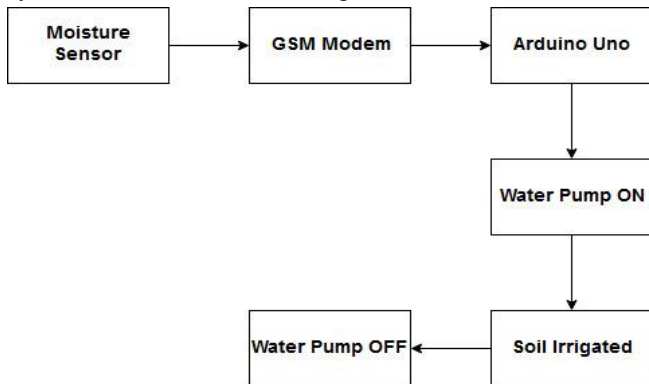 Moisture
Sensor
GSM Modem
Arduino Uno
Water Pump ON
Water Pump OFF
Soil Irrigated